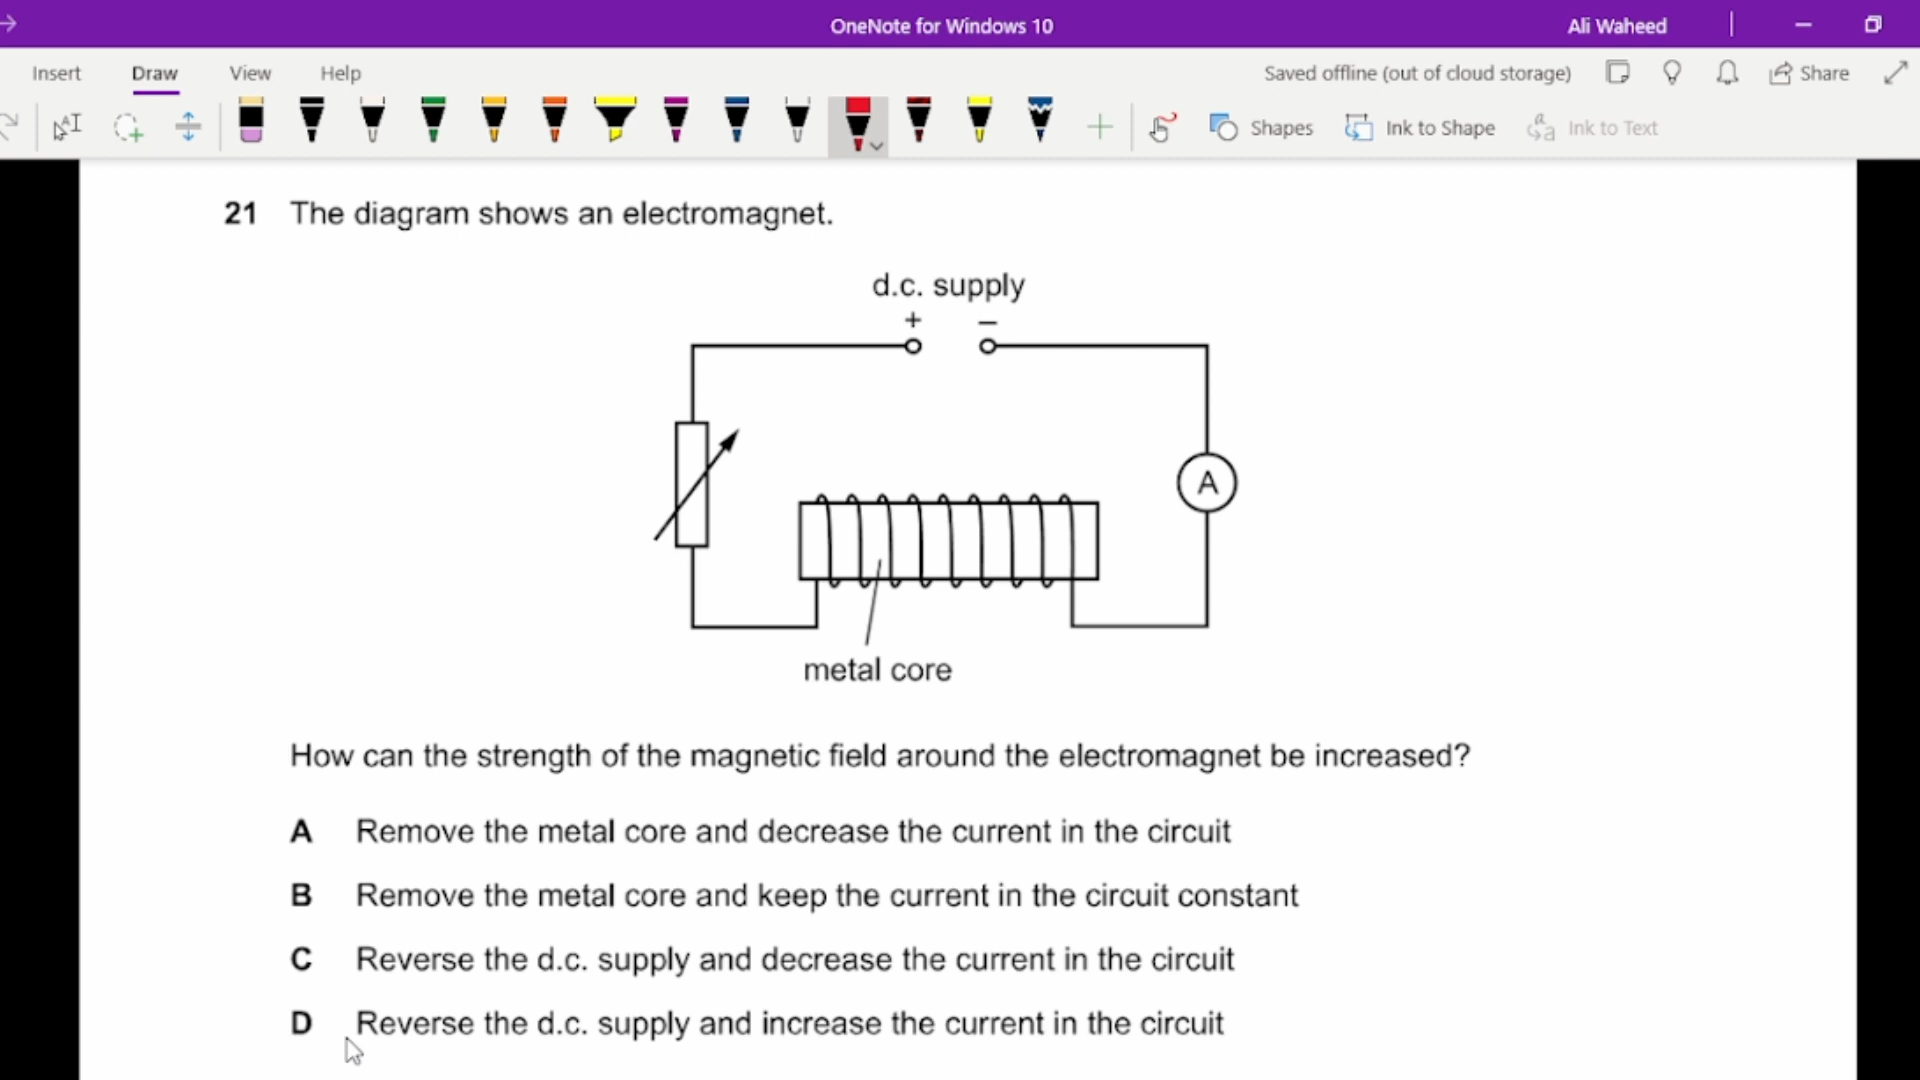 OneNote for Windows 10
Ali Waheed
Insert Draw View Help
Saved offline (out of cloud storage)
Share
Shapes
Ink to Shape
Ink to Text
21 The diagram shows an electromagnet.
d.c. supply
+ –
A
metal core
How can the strength of the magnetic field around the electromagnet be increased?
A Remove the metal core and decrease the current in the circuit
B Remove the metal core and keep the current in the circuit constant
C Reverse the d.c. supply and decrease the current in the circuit
D Reverse the d.c. supply and increase the current in the circuit